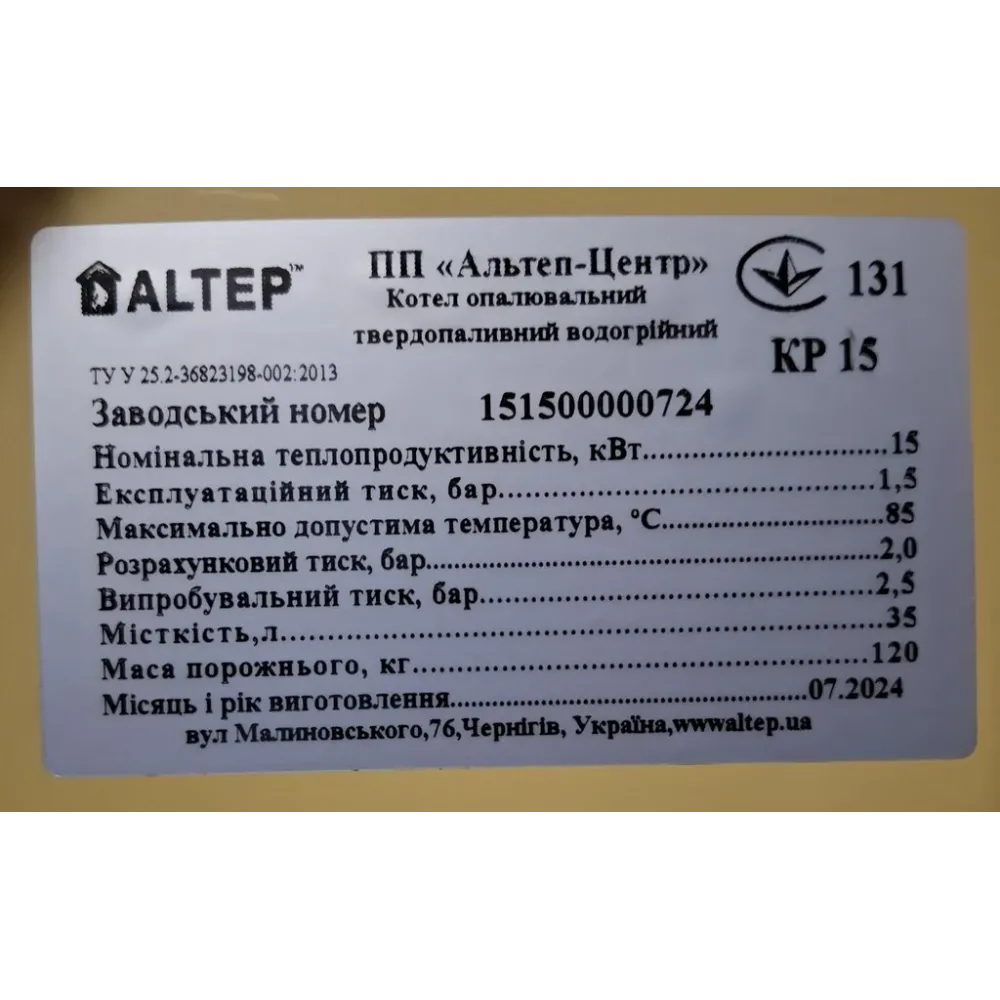 ALTEP™
ПП «Альтеп-Центр»
Котел опалювальний
твердопаливний водогрійний
131
КР 15
ТУ У 25.2-36823198-002:2013
Заводський номер 151500000724
Номінальна теплопродуктивність, кВт...............................15
Експлуатаційний тиск, бар...............................................1,5
Максимально допустима температура, °С...........................85
Розрахунковий тиск, бар....................................................2,0
Випробувальний тиск, бар................................................2,5
Місткість,л.......................................................................35
Маса порожнього, кг.......................................................120
Місяць і рік виготовлення..................................................07.2024
вул Малиновського,76,Чернігів, Україна,wwwaltep.ua